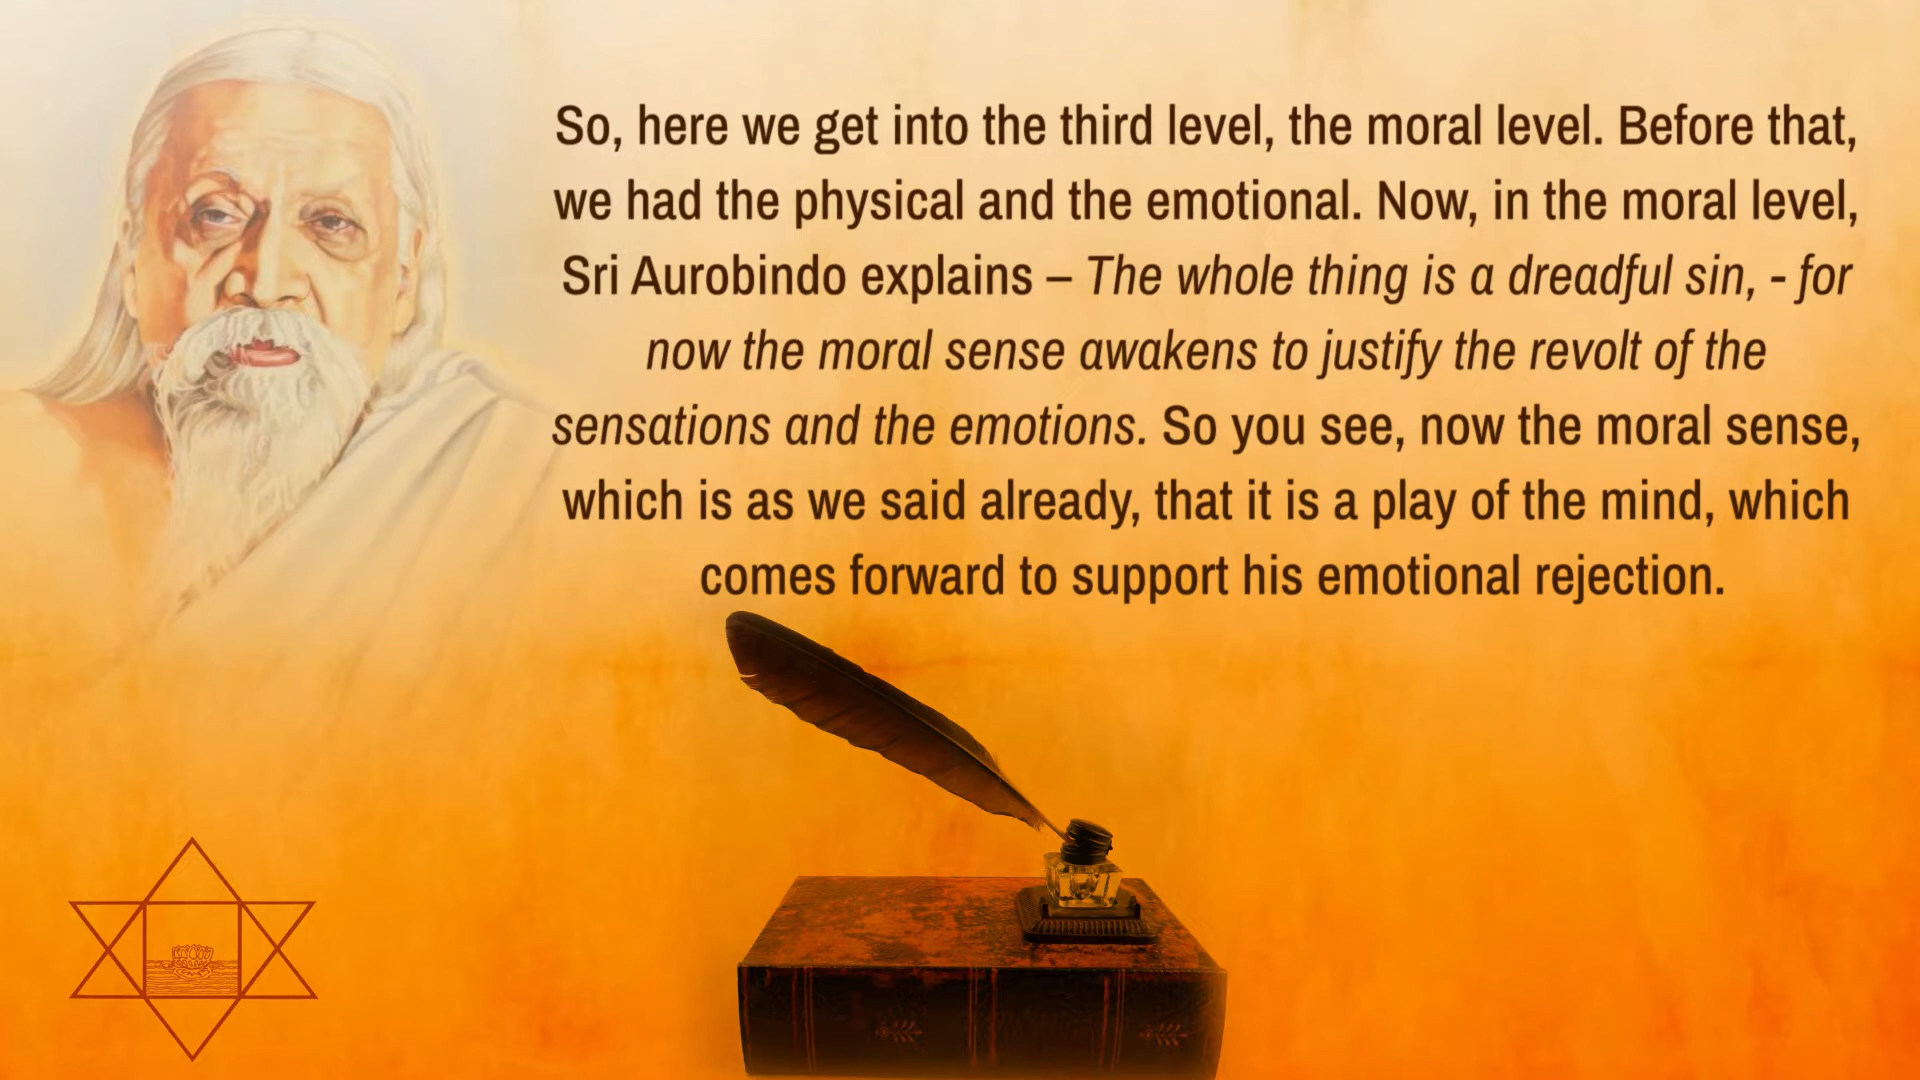 So, here we get into the third level, the moral level. Before that,
we had the physical and the emotional. Now, in the moral level,
Sri Aurobindo explains – The whole thing is a dreadful sin, - for
now the moral sense awakens to justify the revolt of the
sensations and the emotions. So you see, now the moral sense,
which is as we said already, that it is a play of the mind, which
comes forward to support his emotional rejection.